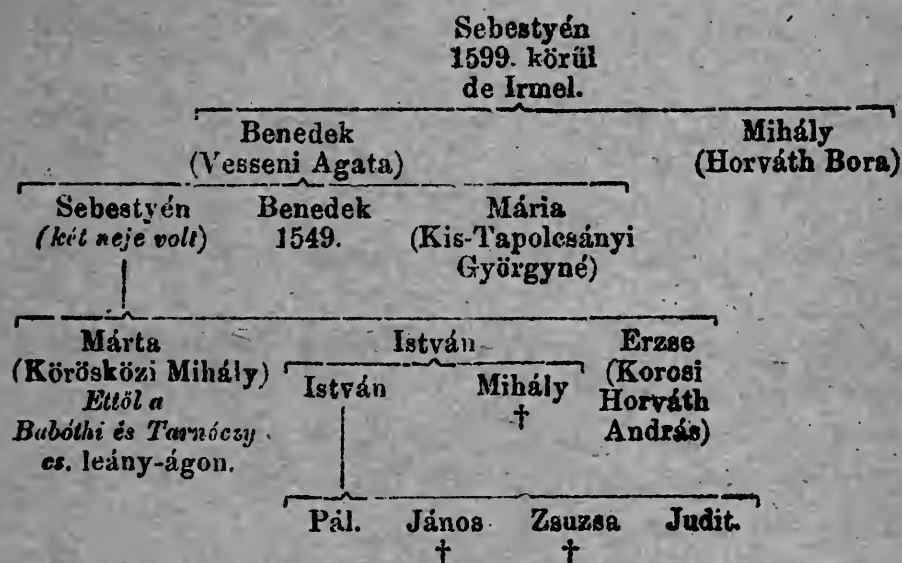 Sebestyén
1599. körűl
de Irmel.
Benedek
(Vesseni Agata)
Mihály
(Horváth Bora)
Sebestyén
(két neje volt)
Benedek
1549.
Mária
(Kis-Tapolcsányi
Györgyné)
Márta
(Körösközi Mihály)
Ettől a
Babóthi és Tarnóczy
cs. leány-ágon.
István
Erzse
(Korosi
Horváth
András)
István
Mihály
†
Pál.
János
†
Zsuzsa
†
Judit.